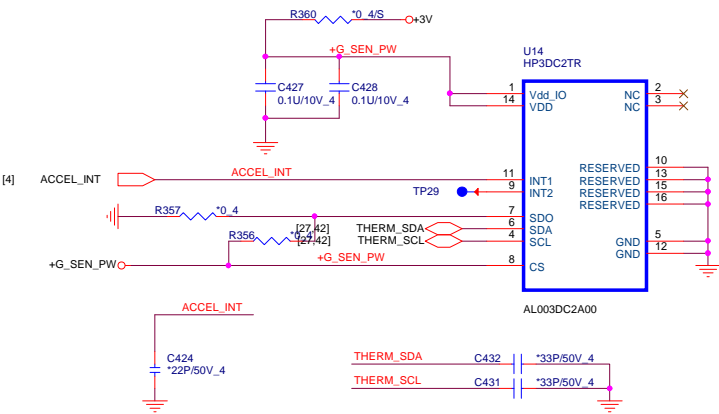 R360 *0_4/S +3V
+G_SEN_PW
U14
HP3DC2TR
C427
0.1U/10V_4
C428
0.1U/10V_4
1 Vdd_IO
14 VDD
NC 2
NC 3
RESERVED 10
RESERVED 13
RESERVED 15
RESERVED 16
[4] ACCEL_INT ACCEL_INT
11 INT1
TP29 9 INT2
R357 *0_4
7 SDO
[27,42] THERM_SDA 6 SDA
R356 *0_4
[27,42] THERM_SCL 4 SCL
GND 5
GND 12
+G_SEN_PW +G_SEN_PW 8 CS
AL003DC2A00
ACCEL_INT
C424
*22P/50V_4
THERM_SDA C432 *33P/50V_4
THERM_SCL C431 *33P/50V_4